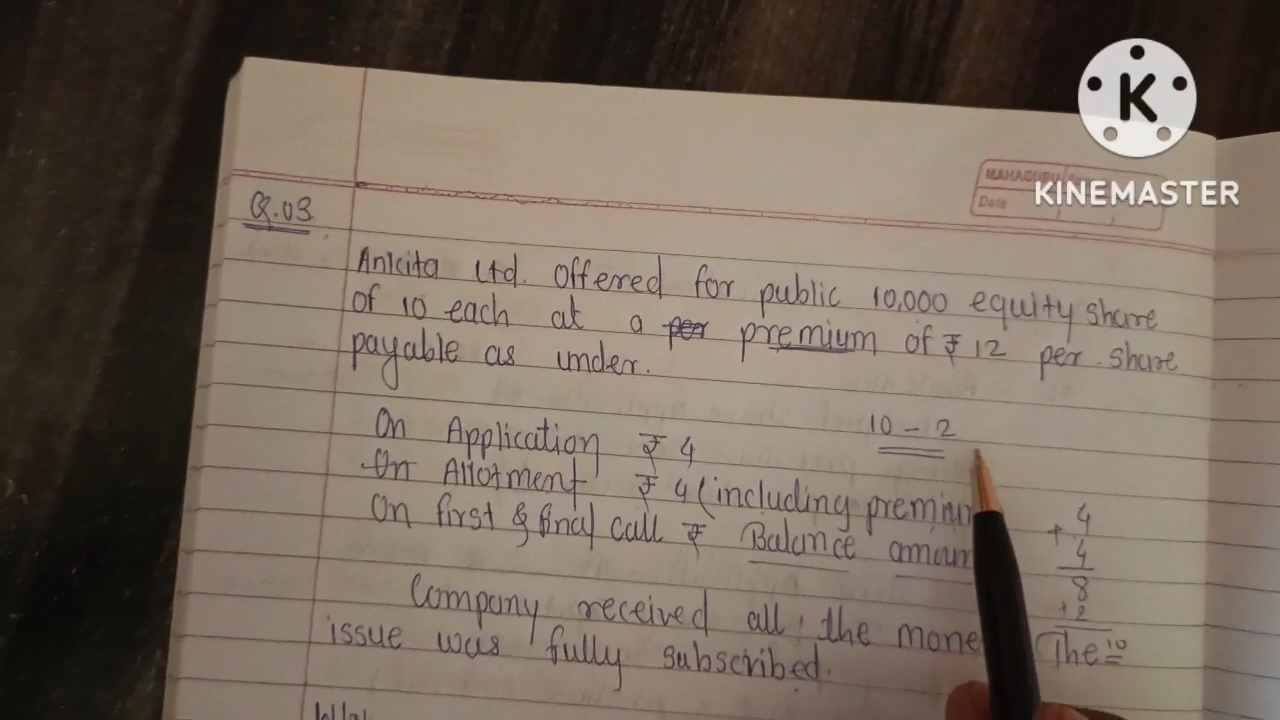 K
KINEMASTER
MAHAGURU
Date
Q.03
Ankita Ltd. offered for public 10,000 equity share
of 10 each at a per premium of ₹ 12 per share
payable as under.
10 - 2
On Application ₹ 4
On Allotment ₹ 4 (including premium
On first & final call ₹ Balance amoun
4
+ 4
8
+ 2
10
Company received all the mone The
issue was fully subscribed.